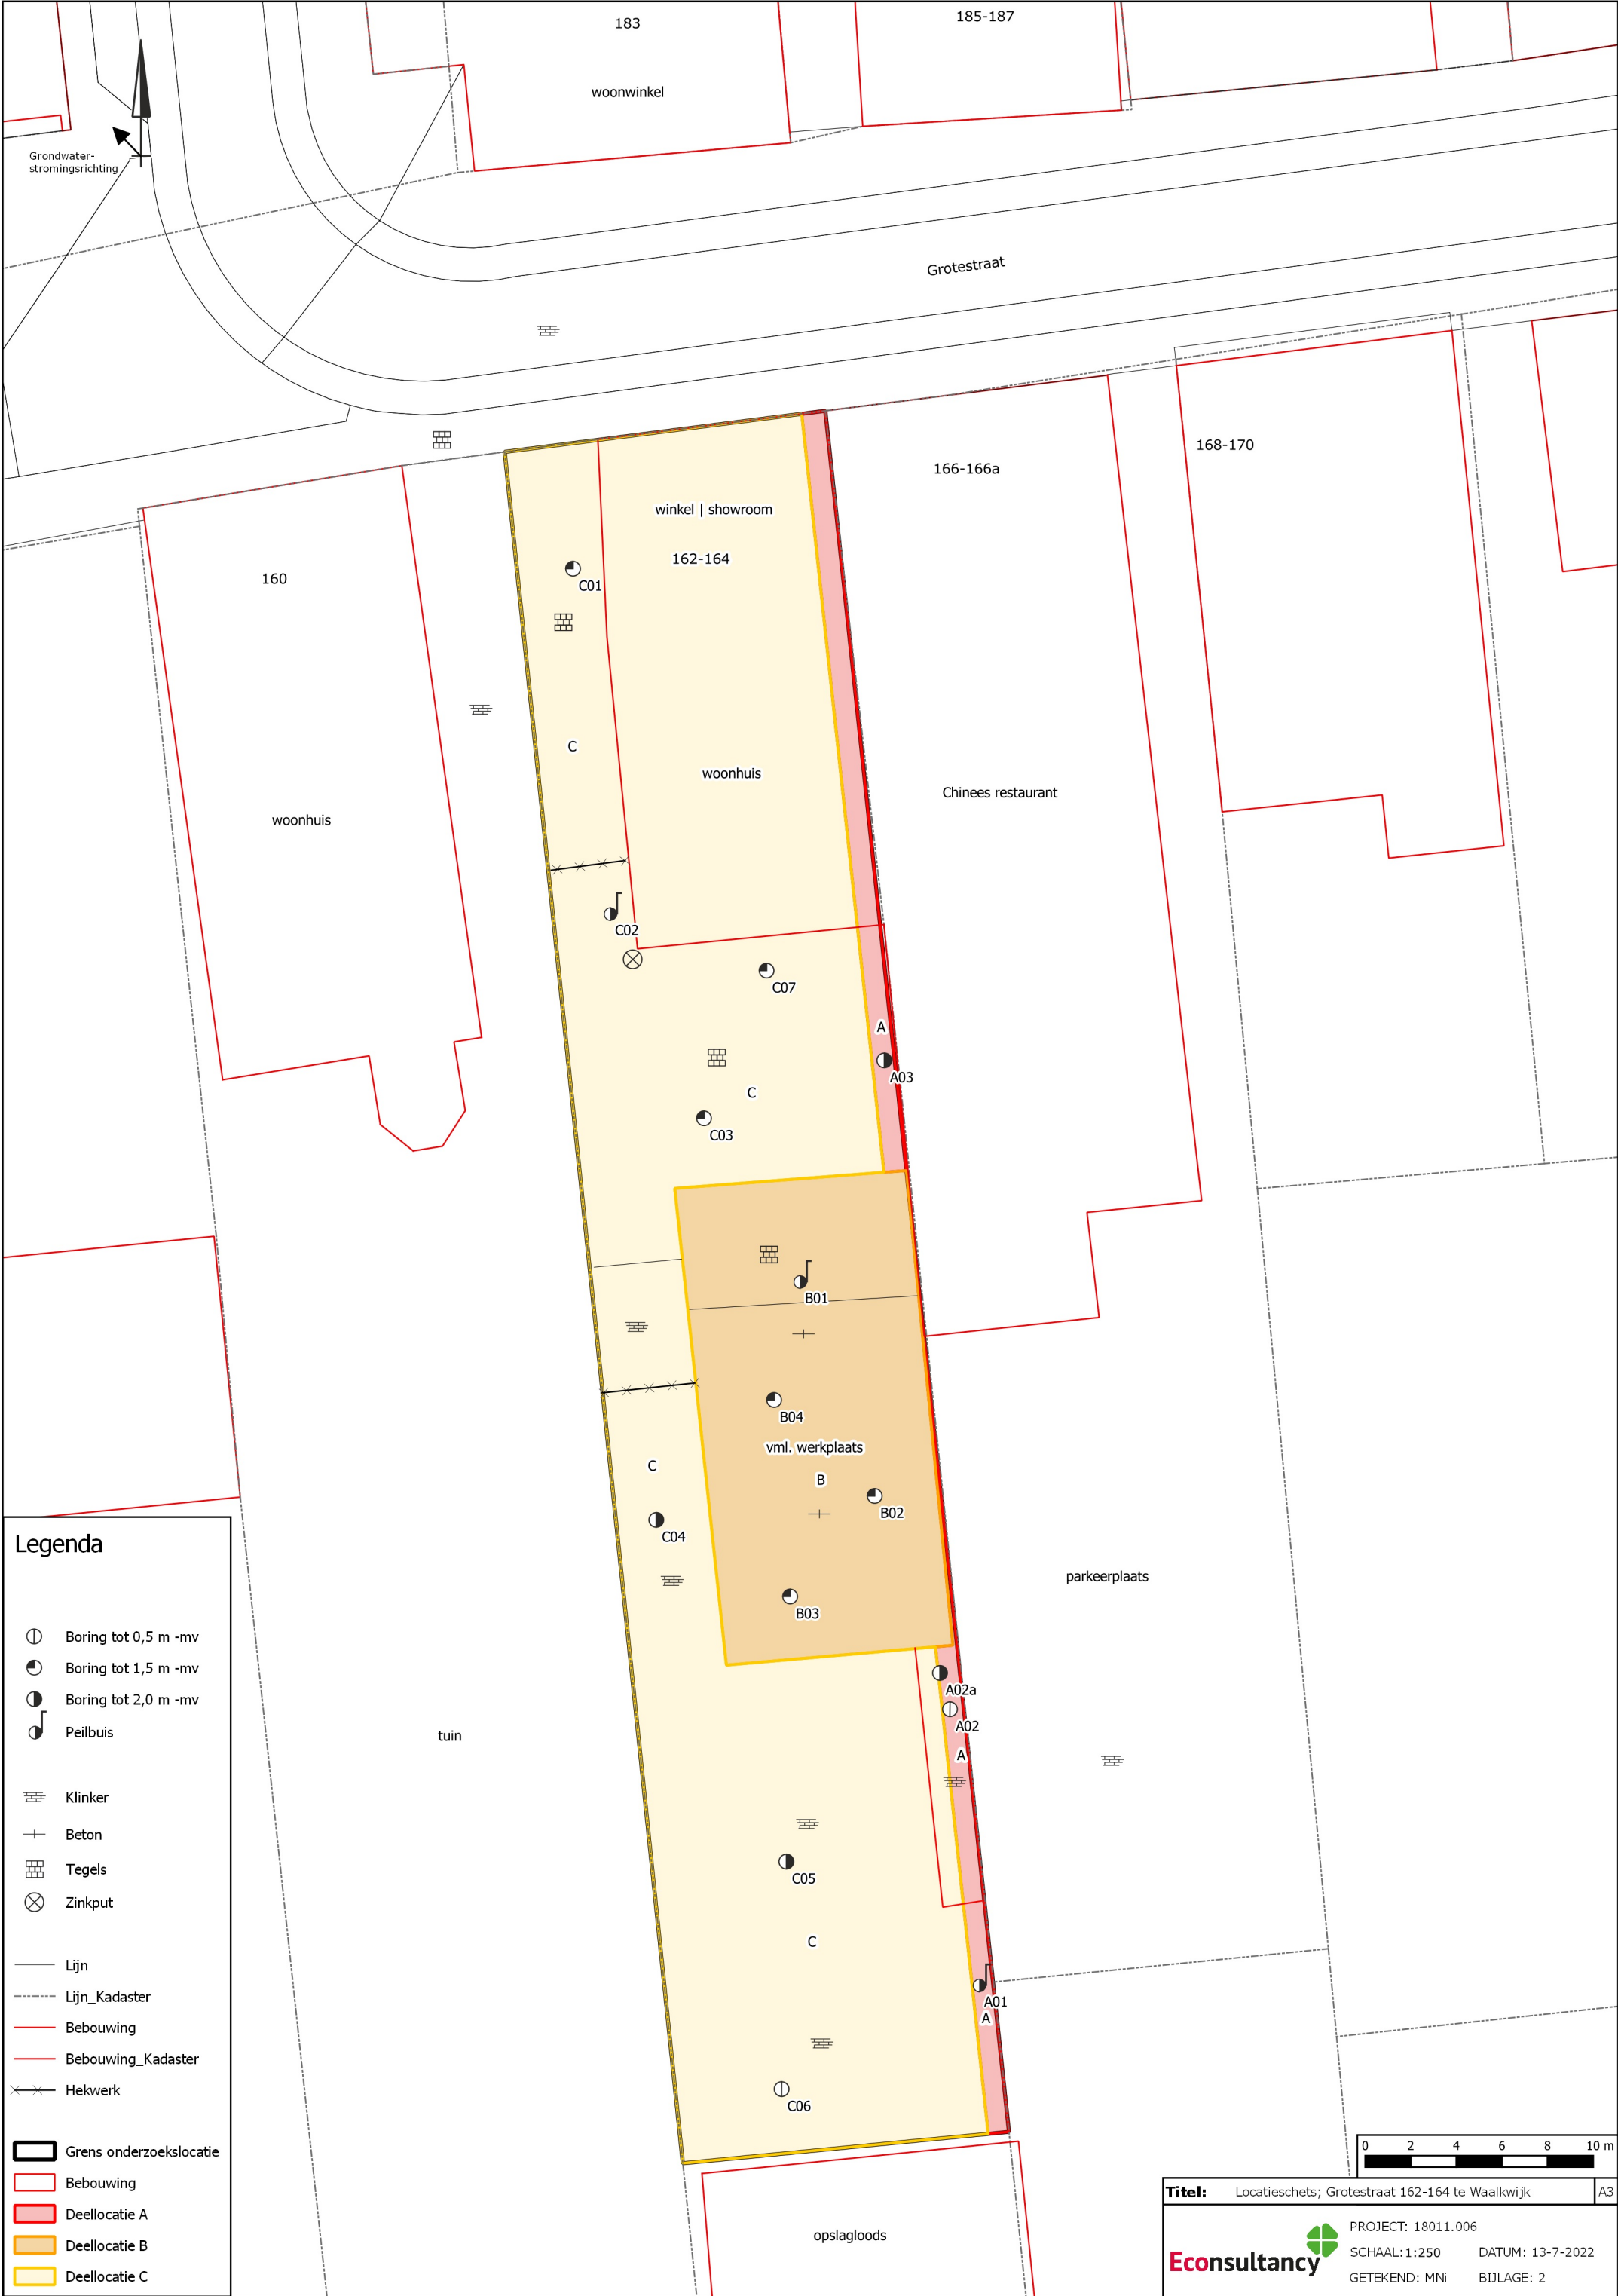 183
185-187
woonwinkel
Grondwater-
stromingsrichting
Grotestraat
168-170
166-166a
winkel | showroom
162-164
160
C01
C
woonhuis
Chinees restaurant
woonhuis
C02
C07
A
A03
C
C03
B01
B04
vml. werkplaats
C
B
B02
C04
parkeerplaats
B03
A02a
A02
tuin
A
C05
C
A01
A
C06
opslagloods
Legenda
Boring tot 0,5 m -mv
Boring tot 1,5 m -mv
Boring tot 2,0 m -mv
Peilbuis
Klinker
Beton
Tegels
Zinkput
Lijn
Lijn_Kadaster
Bebouwing
Bebouwing_Kadaster
Hekwerk
Grens onderzoekslocatie
Bebouwing
Deellocatie A
Deellocatie B
Deellocatie C
0 2 4 6 8 10 m
Titel: Locatieschets; Grotestraat 162-164 te Waalkwijk A3
Econsultancy
PROJECT: 18011.006
SCHAAL:1:250 DATUM: 13-7-2022
GETEKEND: MNi BIJLAGE: 2